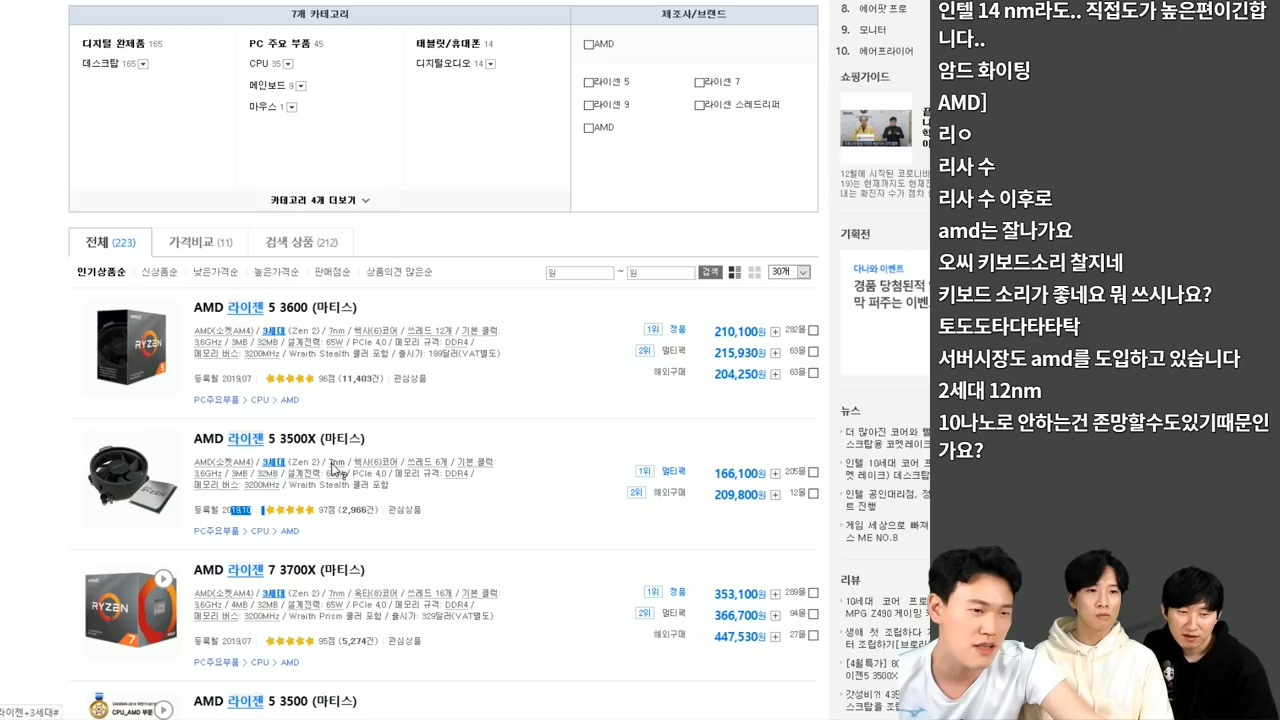 7개 카테고리
제조사/브랜드
디지털 완제품 165
데스크탑 165
PC 주요 부품 45
CPU 35
메인보드 9
마우스 1
태블릿/휴대폰 14
디지털오디오 14
카테고리 4개 더보기
AMD
라이젠 5
라이젠 7
라이젠 9
라이젠 스레드리퍼
AMD
전체 (223)
가격비교 (11)
검색 상품 (212)
인기상품순
신상품순
낮은가격순
높은가격순
판매점순
상품의견 많은순
원 ~ 원
검색
30개
AMD 라이젠 5 3600 (마티스)
AMD(소켓AM4) / 3세대 (Zen 2) / 7nm / 헥사(6)코어 / 쓰레드 12개 / 기본 클럭:
3.6GHz / 3MB / 32MB / 설계전력: 65W / PCIe 4.0 / 메모리 규격: DDR4 /
메모리 버스: 3200MHz / Wraith Stealth 쿨러 포함 / 출시가: 199달러(VAT별도)
등록월 2019.07
96점 (11,403건)
관심상품
PC주요부품 > CPU > AMD
1위 정품 210,100원 282몰
2위 멀티팩 215,930원 63몰
해외구매 204,250원 63몰
AMD 라이젠 5 3500X (마티스)
AMD(소켓AM4) / 3세대 (Zen 2) / 7nm / 헥사(6)코어 / 쓰레드 6개 / 기본 클럭:
3.6GHz / 3MB / 32MB / 설계전력: / PCIe 4.0 / 메모리 규격: DDR4 /
메모리 버스: 3200MHz / Wraith Stealth 쿨러 포함
등록월 2019.10
97점 (2,966건)
관심상품
PC주요부품 > CPU > AMD
1위 멀티팩 166,100원 205몰
2위 해외구매 209,800원 12몰
AMD 라이젠 7 3700X (마티스)
AMD(소켓AM4) / 3세대 (Zen 2) / 7nm / 옥타(8)코어 / 쓰레드 16개 / 기본 클럭:
3.6GHz / 4MB / 32MB / 설계전력: 65W / PCIe 4.0 / 메모리 규격: DDR4 /
메모리 버스: 3200MHz / Wraith Prism 쿨러 포함 / 출시가: 329달러(VAT별도)
등록월 2019.07
95점 (5,274건)
관심상품
PC주요부품 > CPU > AMD
1위 정품 353,100원 289몰
2위 멀티팩 366,700원 94몰
해외구매 447,530원 27몰
AMD 라이젠 5 3500 (마티스)
CPU_AMD 부문
RYZEN
RYZEN
7
라이젠+3세대#
8. 에어팟 프로
9. 모니터
10. 에어프라이어
쇼핑가이드
12월에 시작된 코로나바
19)는 현재까지도 현재진
내는 확진자 수가 점차
기획전
다나와 이벤트
경품 당첨된적
막 퍼주는 이벤
뉴스
더 많아진 코어와
스크탑용 코멧레이크
인텔 10세대 코어
멧 레이크) 데스크탑
인텔 공인대리점,
트 진행
게임 세상으로 빠져
스 ME NO.8
리뷰
10세대 코어 프로
MPG Z490 게이밍
생애 첫 조립하다
터 조립하기[브로리
[4월특가]
이젠5 3500X
갓성비?!
스크탑을
인텔 14 nm라도.. 직접도가 높은편이긴합
니다..
암드 화이팅
AMD]
리ㅇ
리사 수
리사 수 이후로
amd는 잘나가요
오씨 키보드소리 찰지네
키보드 소리가 좋네요 뭐 쓰시나요?
토도도타다타타탁
서버시장도 amd를 도입하고 있습니다
2세대 12nm
10나노로 안하는건 존망할수도있기때문인
가요?